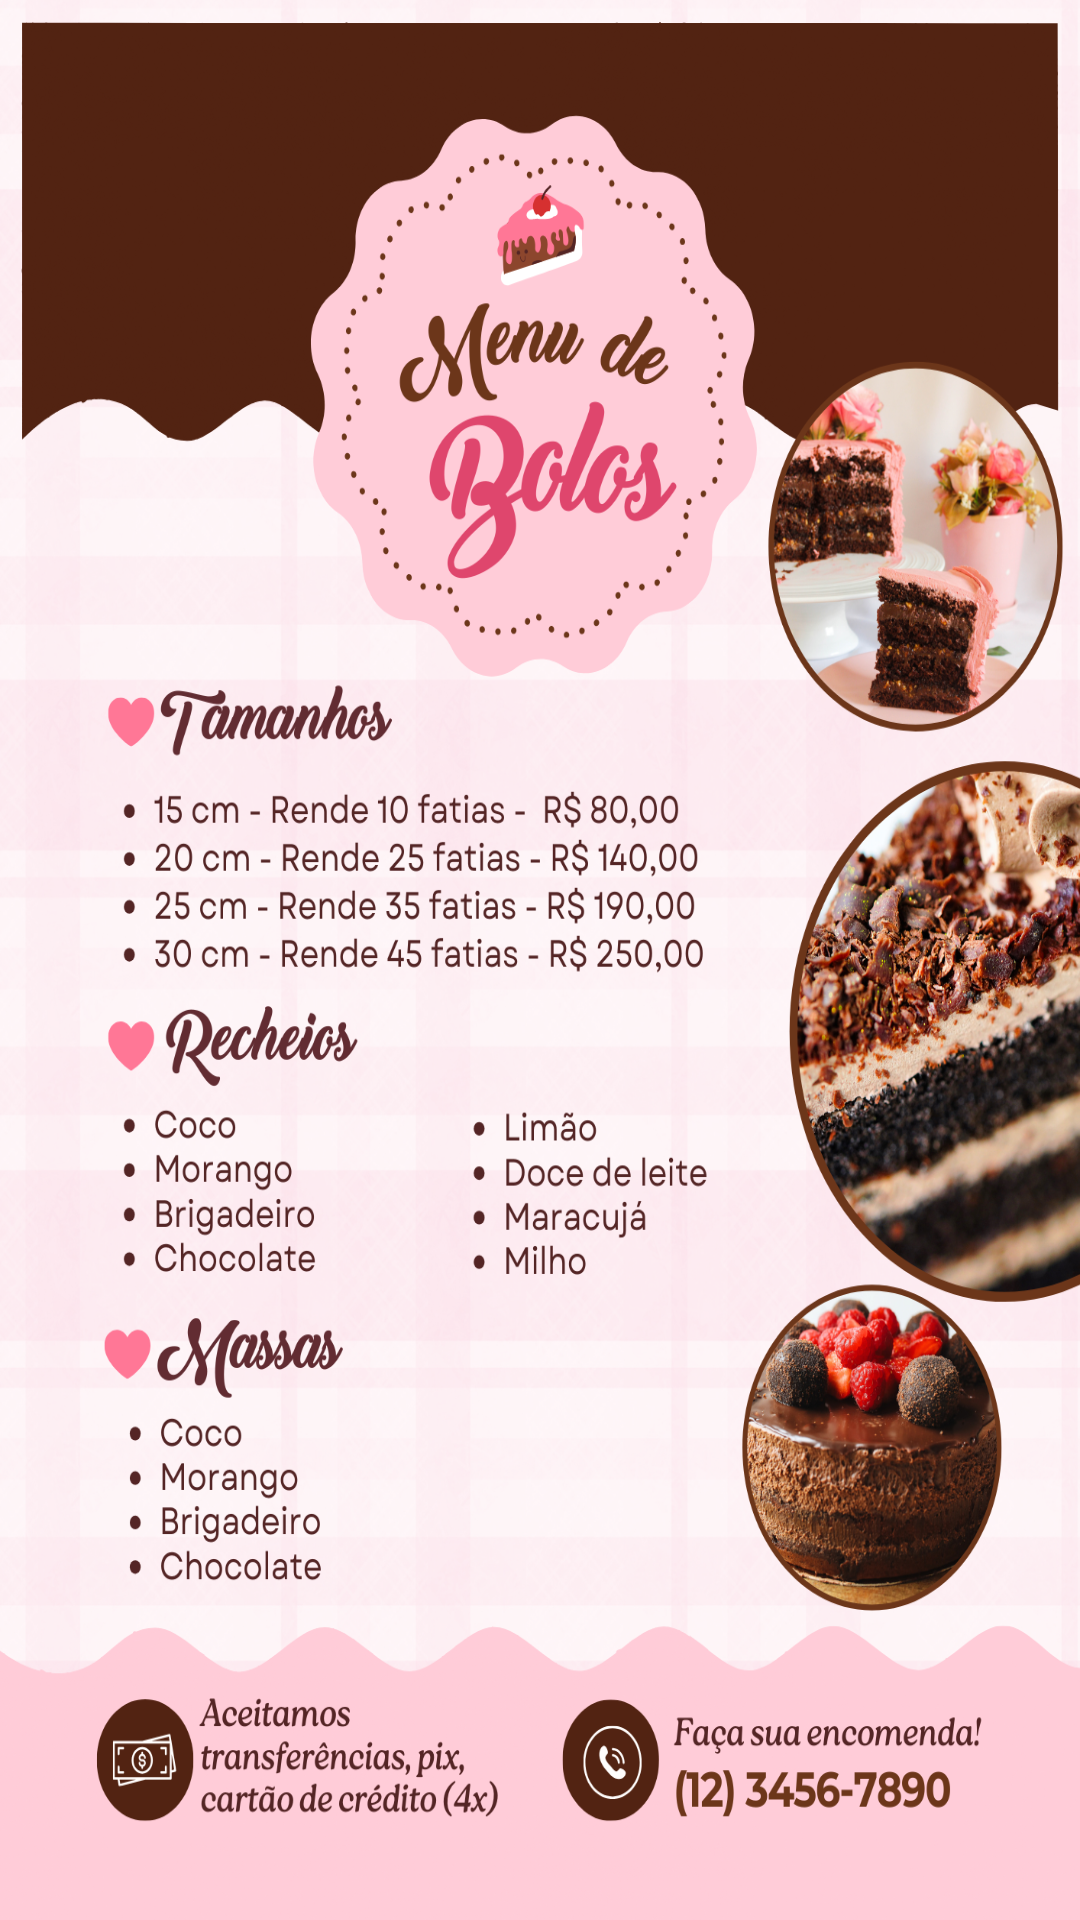 Menu de
Bolos
Tamanhos
15 cm - Rende 10 fatias - R$ 80,00
20 cm - Rende 25 fatias - R$ 140,00
25 cm - Rende 35 fatias - R$ 190,00
30 cm - Rende 45 fatias - R$ 250,00
Recheios
Coco
Morango
Brigadeiro
Chocolate
Limão
Doce de leite
Maracujá
Milho
Massas
Coco
Morango
Brigadeiro
Chocolate
Aceitamos
transferências, pix,
cartão de crédito (4x)
Faça sua encomenda!
(12) 3456-7890